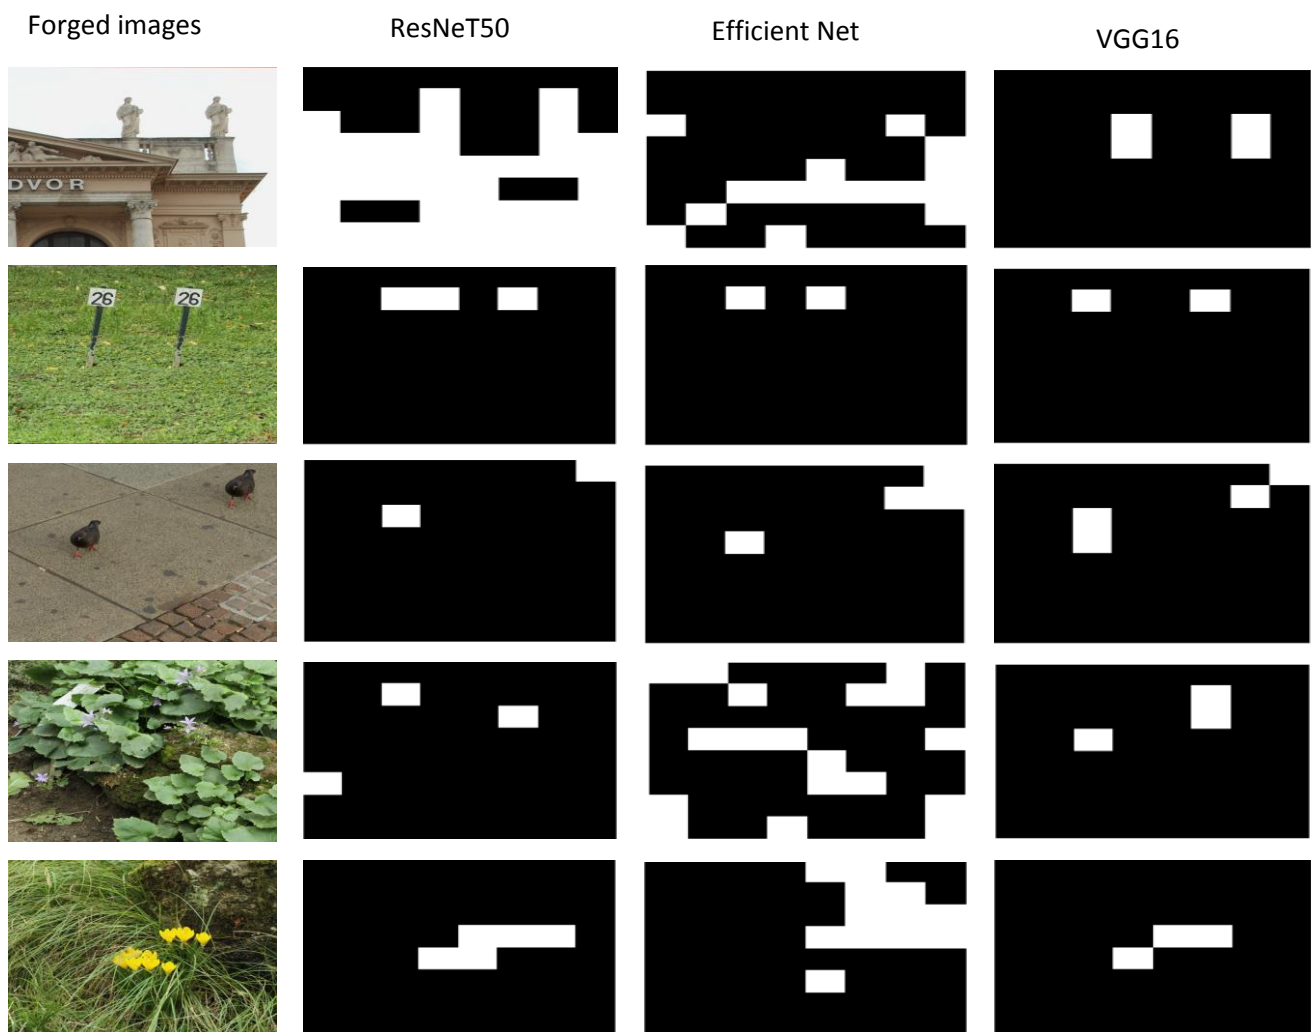 Forged images
ResNeT50
Efficient Net
VGG16
DVOR
26
26